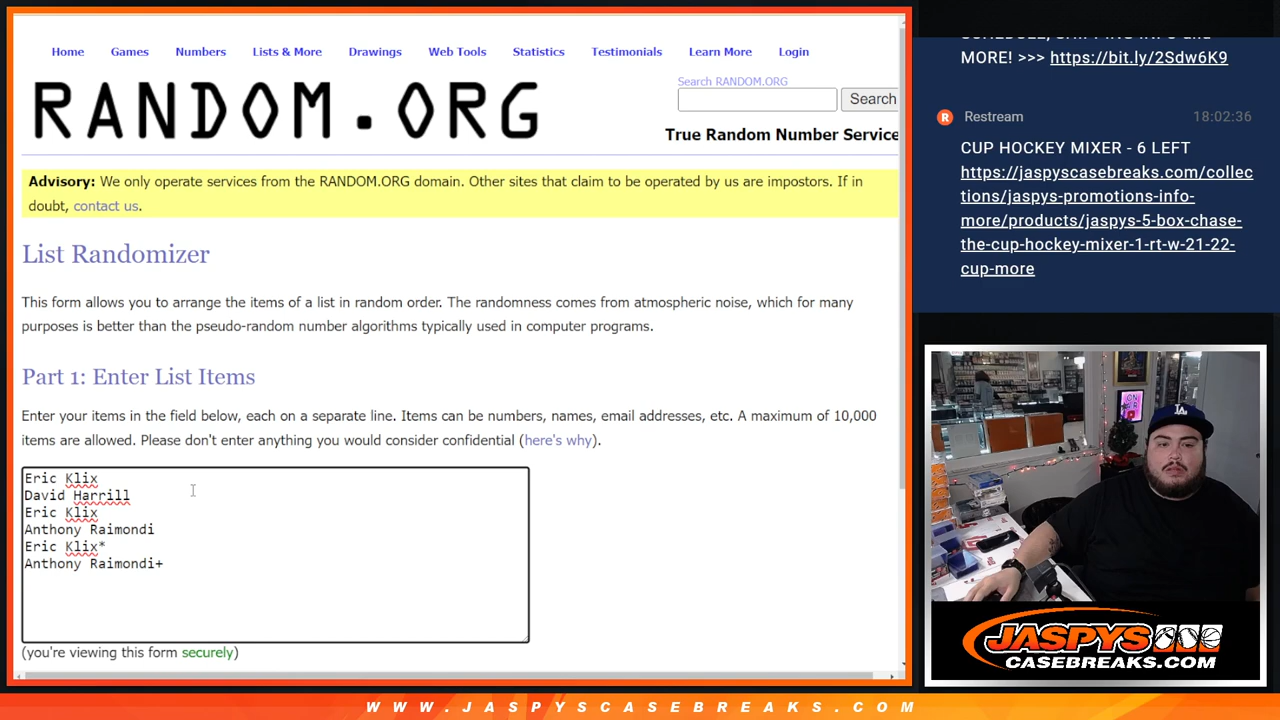 Home Games Numbers Lists & More Drawings Web Tools Statistics Testimonials Learn More Login
Search RANDOM.ORG
RANDOM.ORG
Search
True Random Number Service
Advisory: We only operate services from the RANDOM.ORG domain. Other sites that claim to be operated by us are impostors. If in
doubt, contact us.
List Randomizer
This form allows you to arrange the items of a list in random order. The randomness comes from atmospheric noise, which for many
purposes is better than the pseudo-random number algorithms typically used in computer programs.
Part 1: Enter List Items
Enter your items in the field below, each on a separate line. Items can be numbers, names, email addresses, etc. A maximum of 10,000
items are allowed. Please don't enter anything you would consider confidential (here's why).
Eric Klix
David Harrill
Eric Klix
Anthony Raimondi
Eric Klix*
Anthony Raimondi+
(you're viewing this form securely)
MORE! >>> https://bit.ly/2Sdw6K9
R Restream 18:02:36
CUP HOCKEY MIXER - 6 LEFT
https://jaspyscasebreaks.com/collec
tions/jaspys-promotions-info-
more/products/jaspys-5-box-chase-
the-cup-hockey-mixer-1-rt-w-21-22-
cup-more
JASPYS
CASEBREAKS.COM
WWW.JASPYSCASEBREAKS.COM